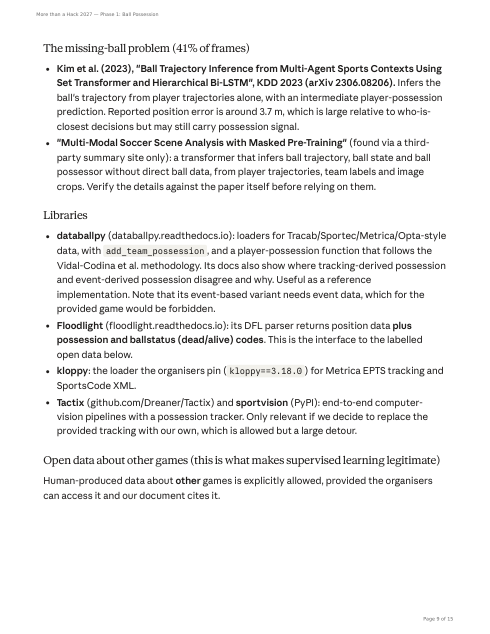 More than a Hack 2027 — Phase 1: Ball Possession
The missing-ball problem (41% of frames)
• Kim et al. (2023), "Ball Trajectory Inference from Multi-Agent Sports Contexts Using
Set Transformer and Hierarchical Bi-LSTM", KDD 2023 (arXiv 2306.08206). Infers the
ball's trajectory from player trajectories alone, with an intermediate player-possession
prediction. Reported position error is around 3.7 m, which is large relative to who-is-
closest decisions but may still carry possession signal.
• "Multi-Modal Soccer Scene Analysis with Masked Pre-Training" (found via a third-
party summary site only): a transformer that infers ball trajectory, ball state and ball
possessor without direct ball data, from player trajectories, team labels and image
crops. Verify the details against the paper itself before relying on them.
Libraries
• databallpy (databallpy.readthedocs.io): loaders for Tracab/Sportec/Metrica/Opta-style
data, with add_team_possession, and a player-possession function that follows the
Vidal-Codina et al. methodology. Its docs also show where tracking-derived possession
and event-derived possession disagree and why. Useful as a reference
implementation. Note that its event-based variant needs event data, which for the
provided game would be forbidden.
• Floodlight (floodlight.readthedocs.io): its DFL parser returns position data plus
possession and ballstatus (dead/alive) codes. This is the interface to the labelled
open data below.
• kloppy: the loader the organisers pin (kloppy==3.18.0) for Metrica EPTS tracking and
SportsCode XML.
• Tactix (github.com/Dreaner/Tactix) and sportvision (PyPI): end-to-end computer-
vision pipelines with a possession tracker. Only relevant if we decide to replace the
provided tracking with our own, which is allowed but a large detour.
Open data about other games (this is what makes supervised learning legitimate)
Human-produced data about other games is explicitly allowed, provided the organisers
can access it and our document cites it.
Page 9 of 15